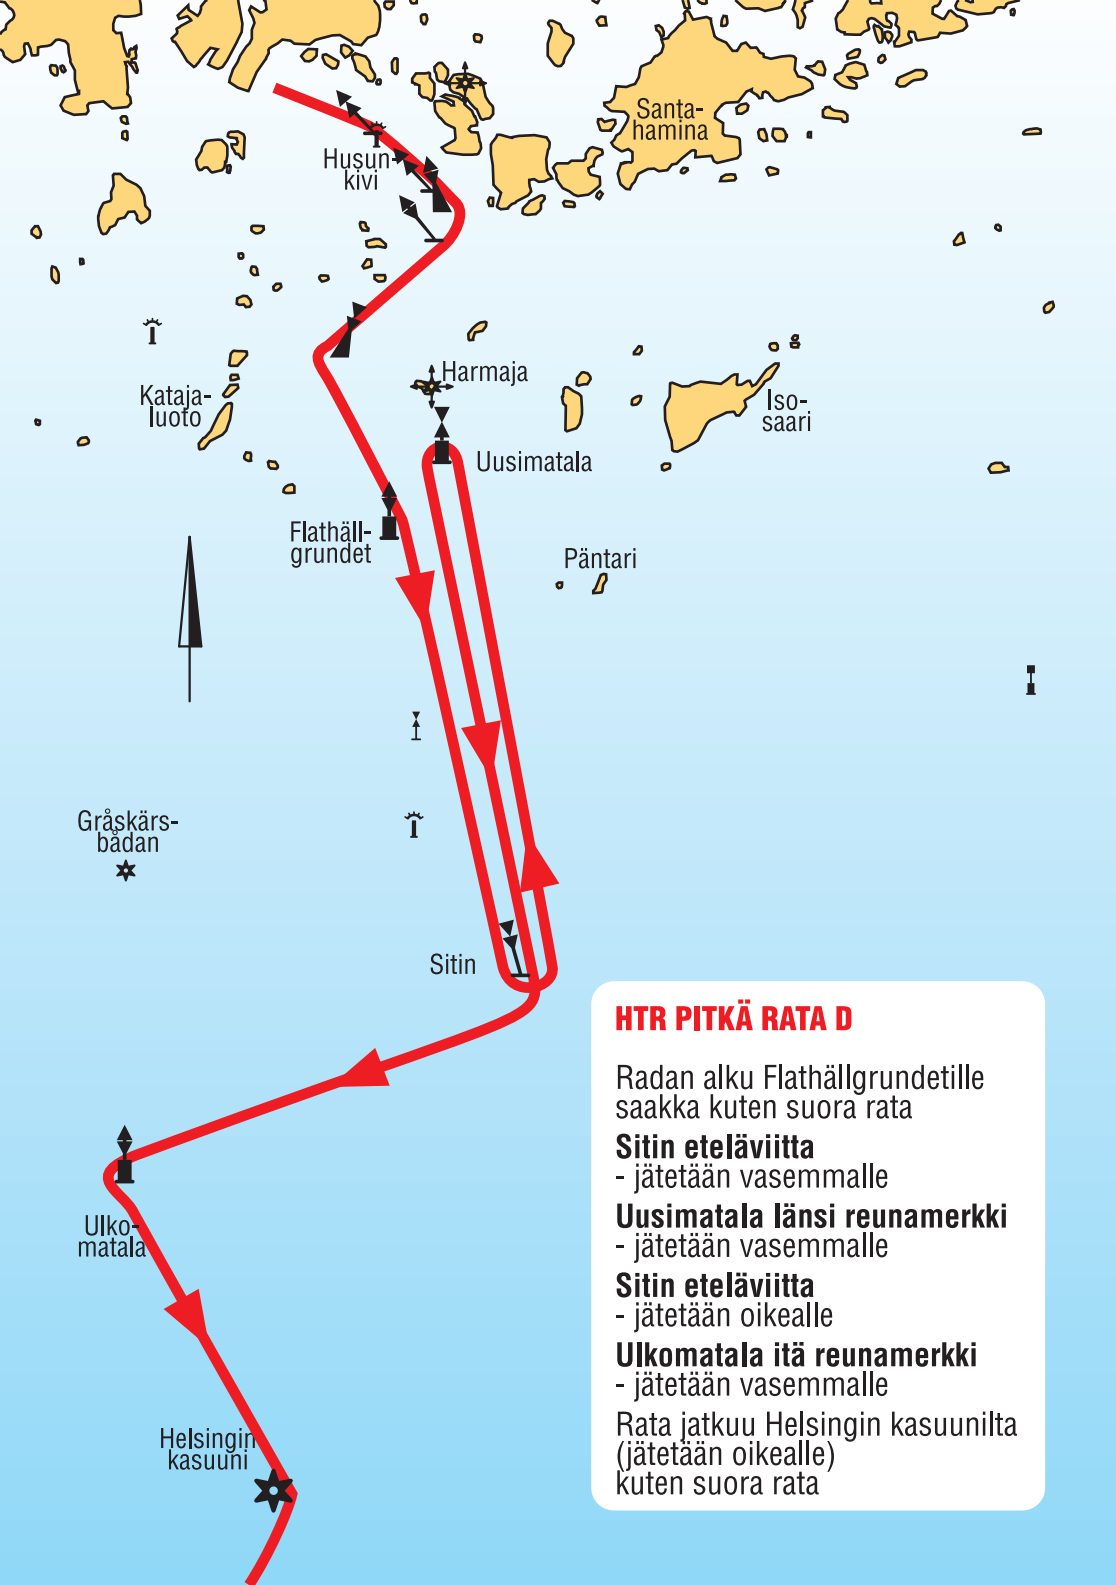 Santa-
hamina
Husun-
kivi
Harmaja
Kataja-
luoto
Iso-
saari
Uusimatala
Flathäll-
grundet
Päntari
Gråskärs-
bådan
Sitin
HTR PITKÄ RATA D
Radan alku Flathällgrundetille
saakka kuten suora rata
Sitin eteläviitta
- jätetään vasemmalle
Uusimatala länsi reunamerkki
- jätetään vasemmalle
Sitin eteläviitta
- jätetään oikealle
Ulkomatala itä reunamerkki
- jätetään vasemmalle
Rata jatkuu Helsingin kasuunilta
(jätetään oikealle)
kuten suora rata
Ulko-
matala
Helsingin
kasuuni